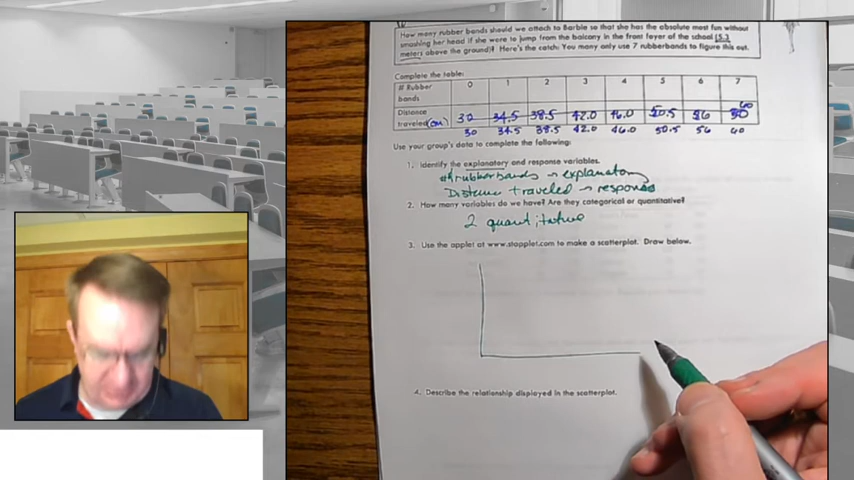 How many rubber bands should we attach to Barbie so that she has the absolute most fun without
smashing her head if she were to jump from the balcony in the front foyer of the school (5.2
meters above the ground)? Here's the catch: You many only use 7 rubberbands to figure this out.
Complete the table:
# Rubber bands 0 1 2 3 4 5 6 7
60
Distance traveled (cm) 30 34.5 38.5 42.0 46.0 50.5 56
30 34.5 38.5 42.0 46.0 50.5 56 60
Use your group's data to complete the following:
1. Identify the explanatory and response variables.
# rubberbands → explanatory
Distance traveled → response
2. How many variables do we have? Are they categorical or quantitative?
2 quantitative
3. Use the applet at www.stapplet.com to make a scatterplot. Draw below.
4. Describe the relationship displayed in the scatterplot.